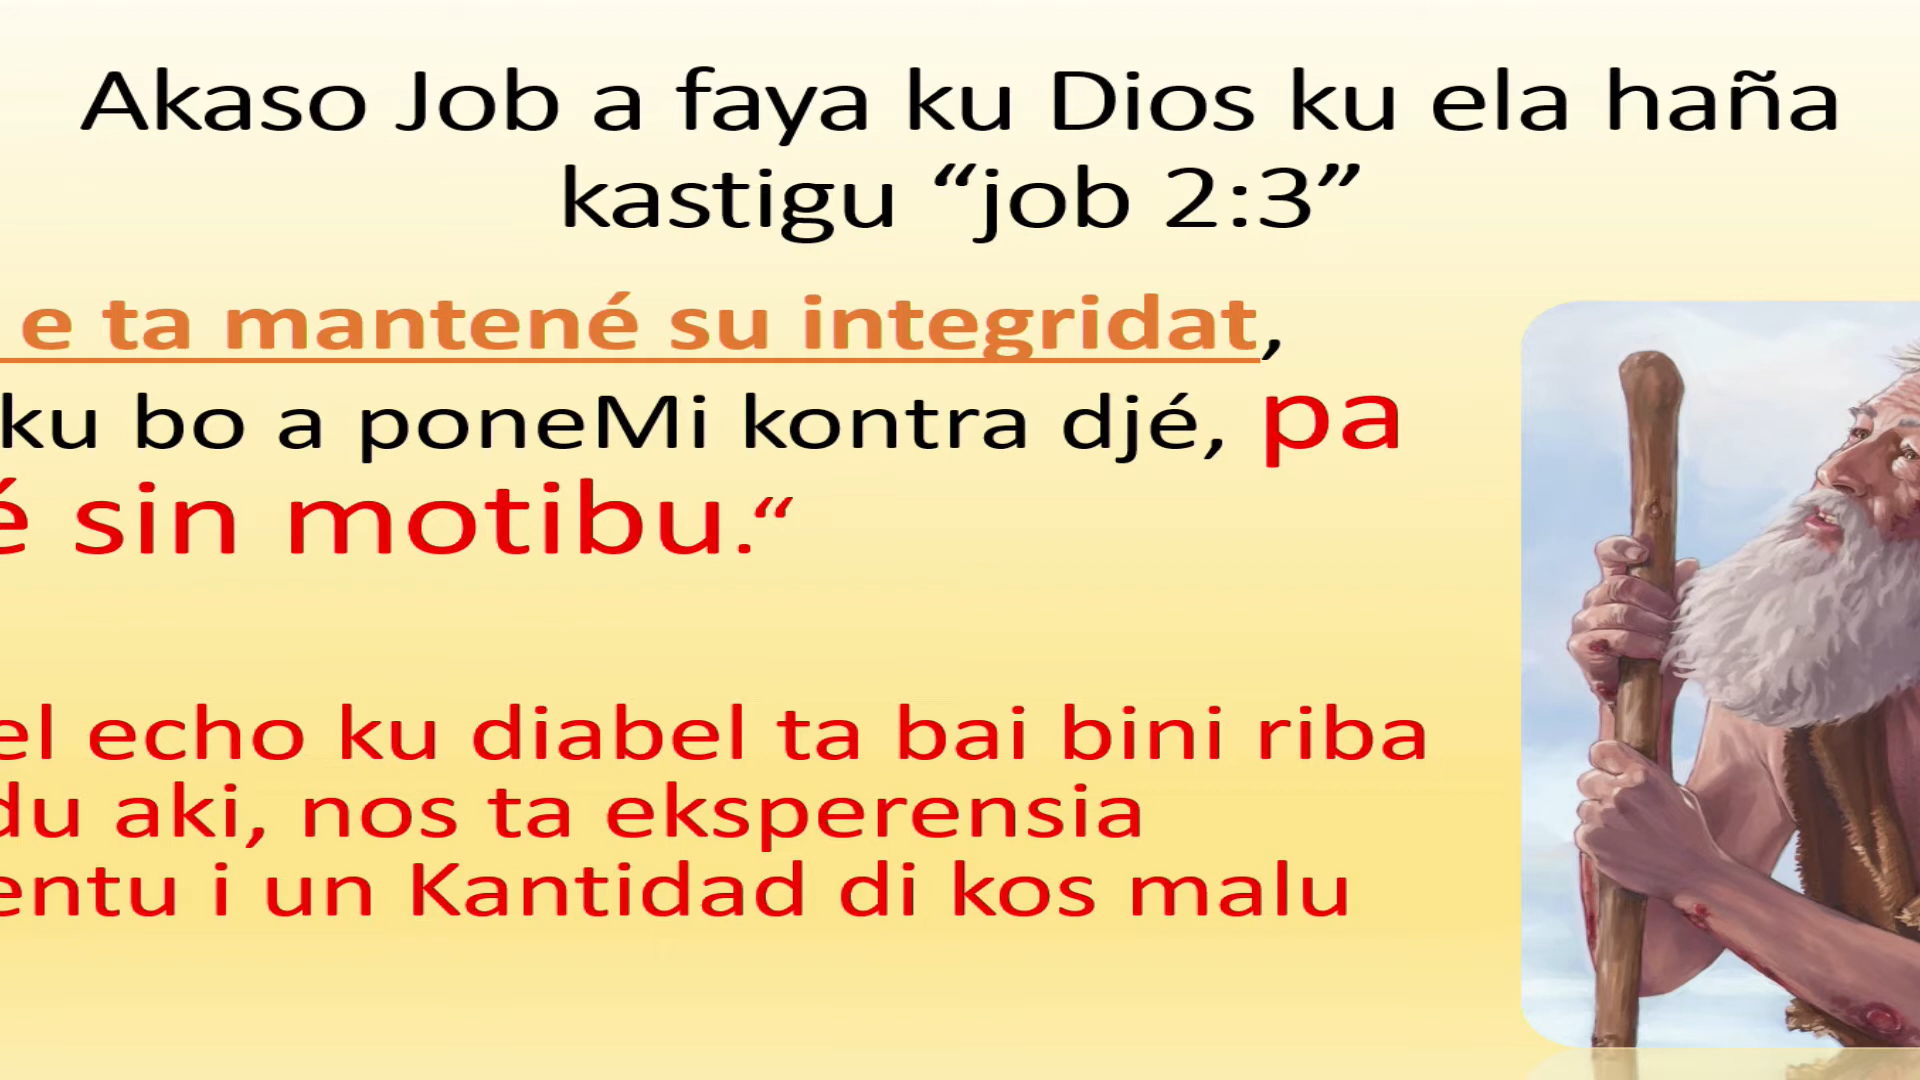 Akaso Job a faya ku Dios ku ela haña
kastigu “job 2:3”
e ta mantené su integridat,
ku bo a poneMi kontra djé, pa
é sin motibu.“
el echo ku diabel ta bai bini riba
du aki, nos ta eksperensia
entu i un Kantidad di kos malu